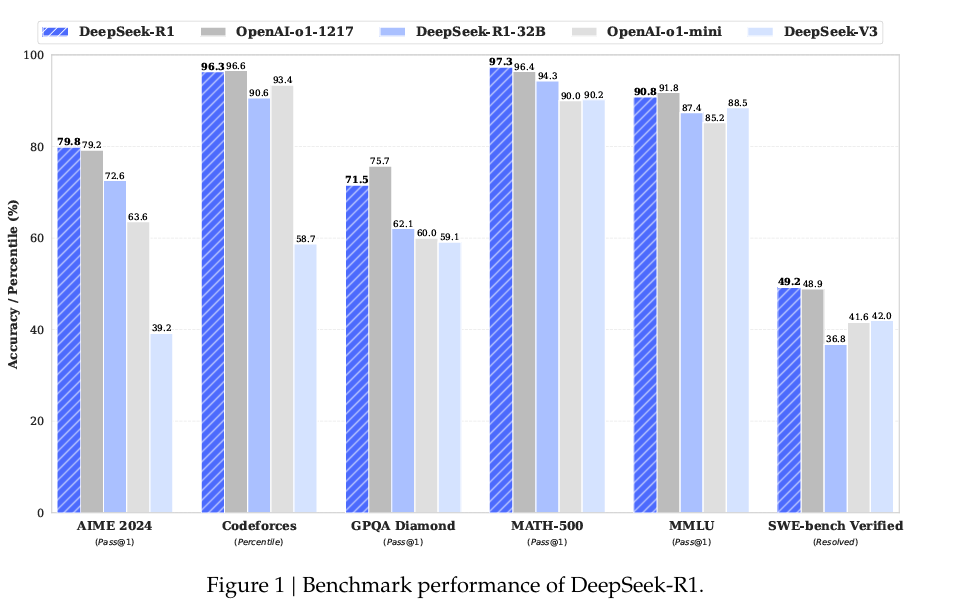 DeepSeek-R1 OpenAI-o1-1217 DeepSeek-R1-32B OpenAI-o1-mini DeepSeek-V3
Accuracy / Percentile (%)
100
80
60
40
20
0
79.8 79.2 72.6 63.6 39.2
96.3 96.6 90.6 93.4 58.7
71.5 75.7 62.1 60.0 59.1
97.3 96.4 94.3 90.0 90.2
90.8 91.8 87.4 85.2 88.5
49.2 48.9 36.8 41.6 42.0
AIME 2024 Codeforces GPQA Diamond MATH-500 MMLU SWE-bench Verified
(Pass@1) (Percentile) (Pass@1) (Pass@1) (Pass@1) (Resolved)
Figure 1 | Benchmark performance of DeepSeek-R1.